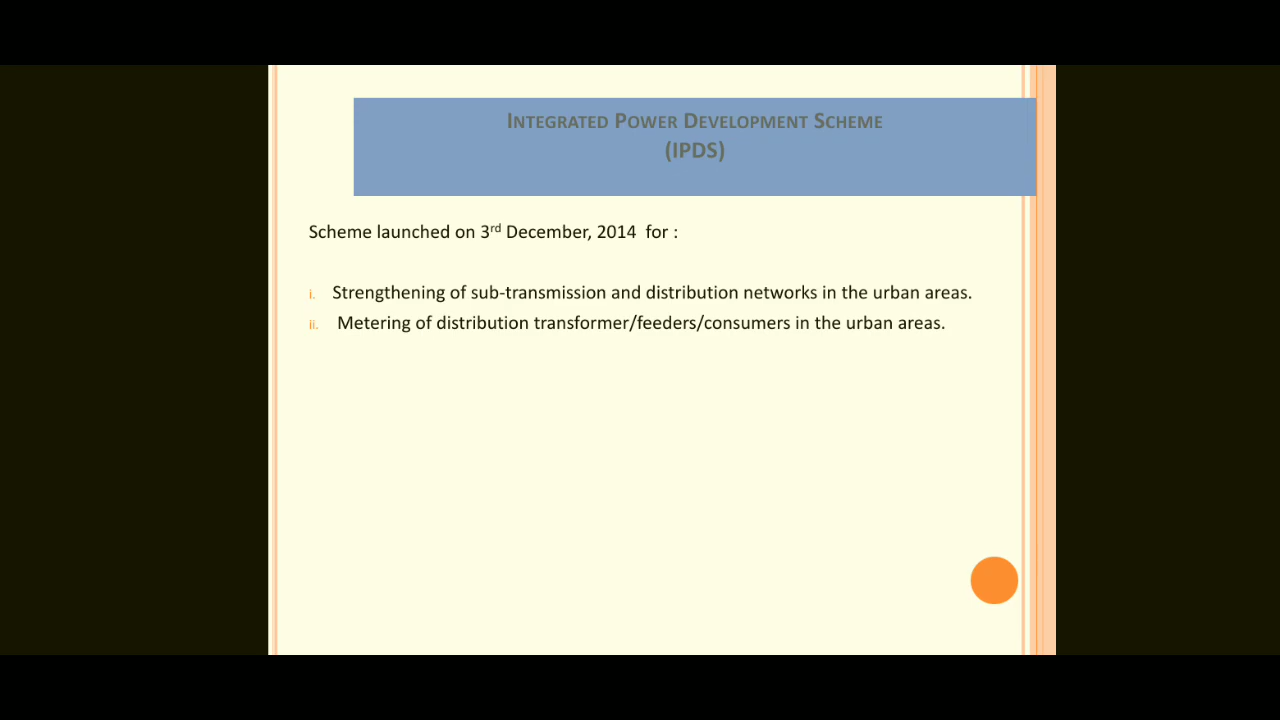 INTEGRATED POWER DEVELOPMENT SCHEME
(IPDS)
Scheme launched on 3rd December, 2014 for :
i. Strengthening of sub-transmission and distribution networks in the urban areas.
ii. Metering of distribution transformer/feeders/consumers in the urban areas.